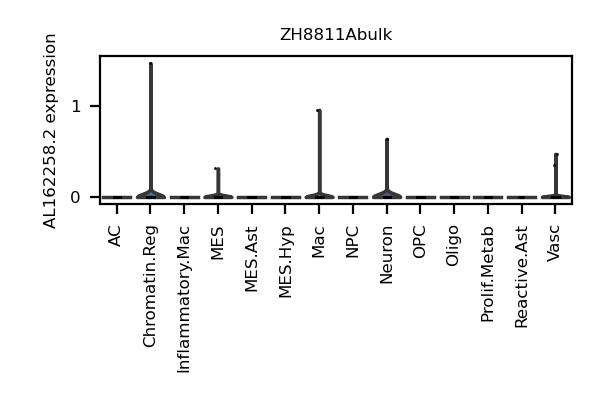 ZH8811Abulk
AL162258.2 expression
1
0
AC
Chromatin.Reg
Inflammatory.Mac
MES
MES.Ast
MES.Hyp
Mac
NPC
Neuron
OPC
Oligo
Prolif.Metab
Reactive.Ast
Vasc